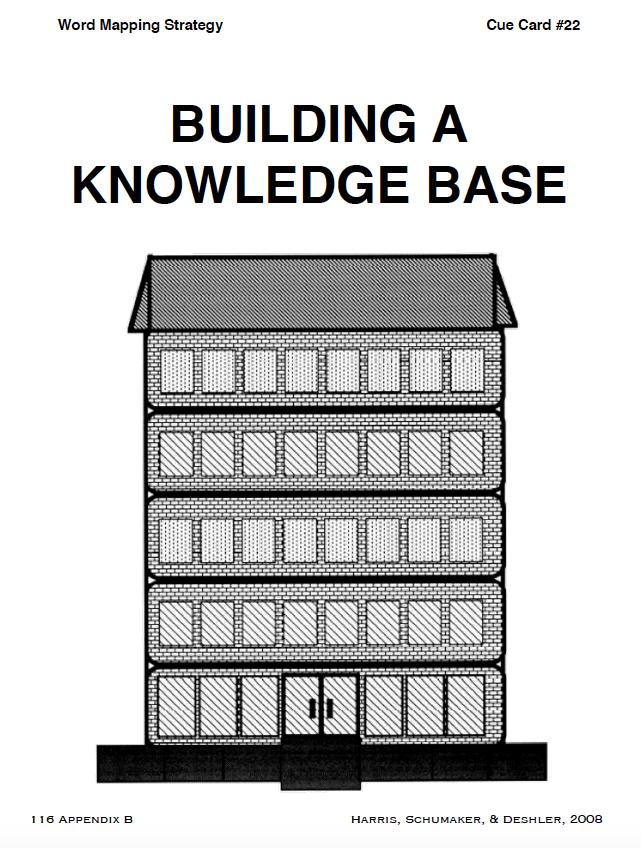 Word Mapping Strategy
Cue Card #22
BUILDING A
KNOWLEDGE BASE
116 Appendix B
Harris, Schumaker, & Deshler, 2008